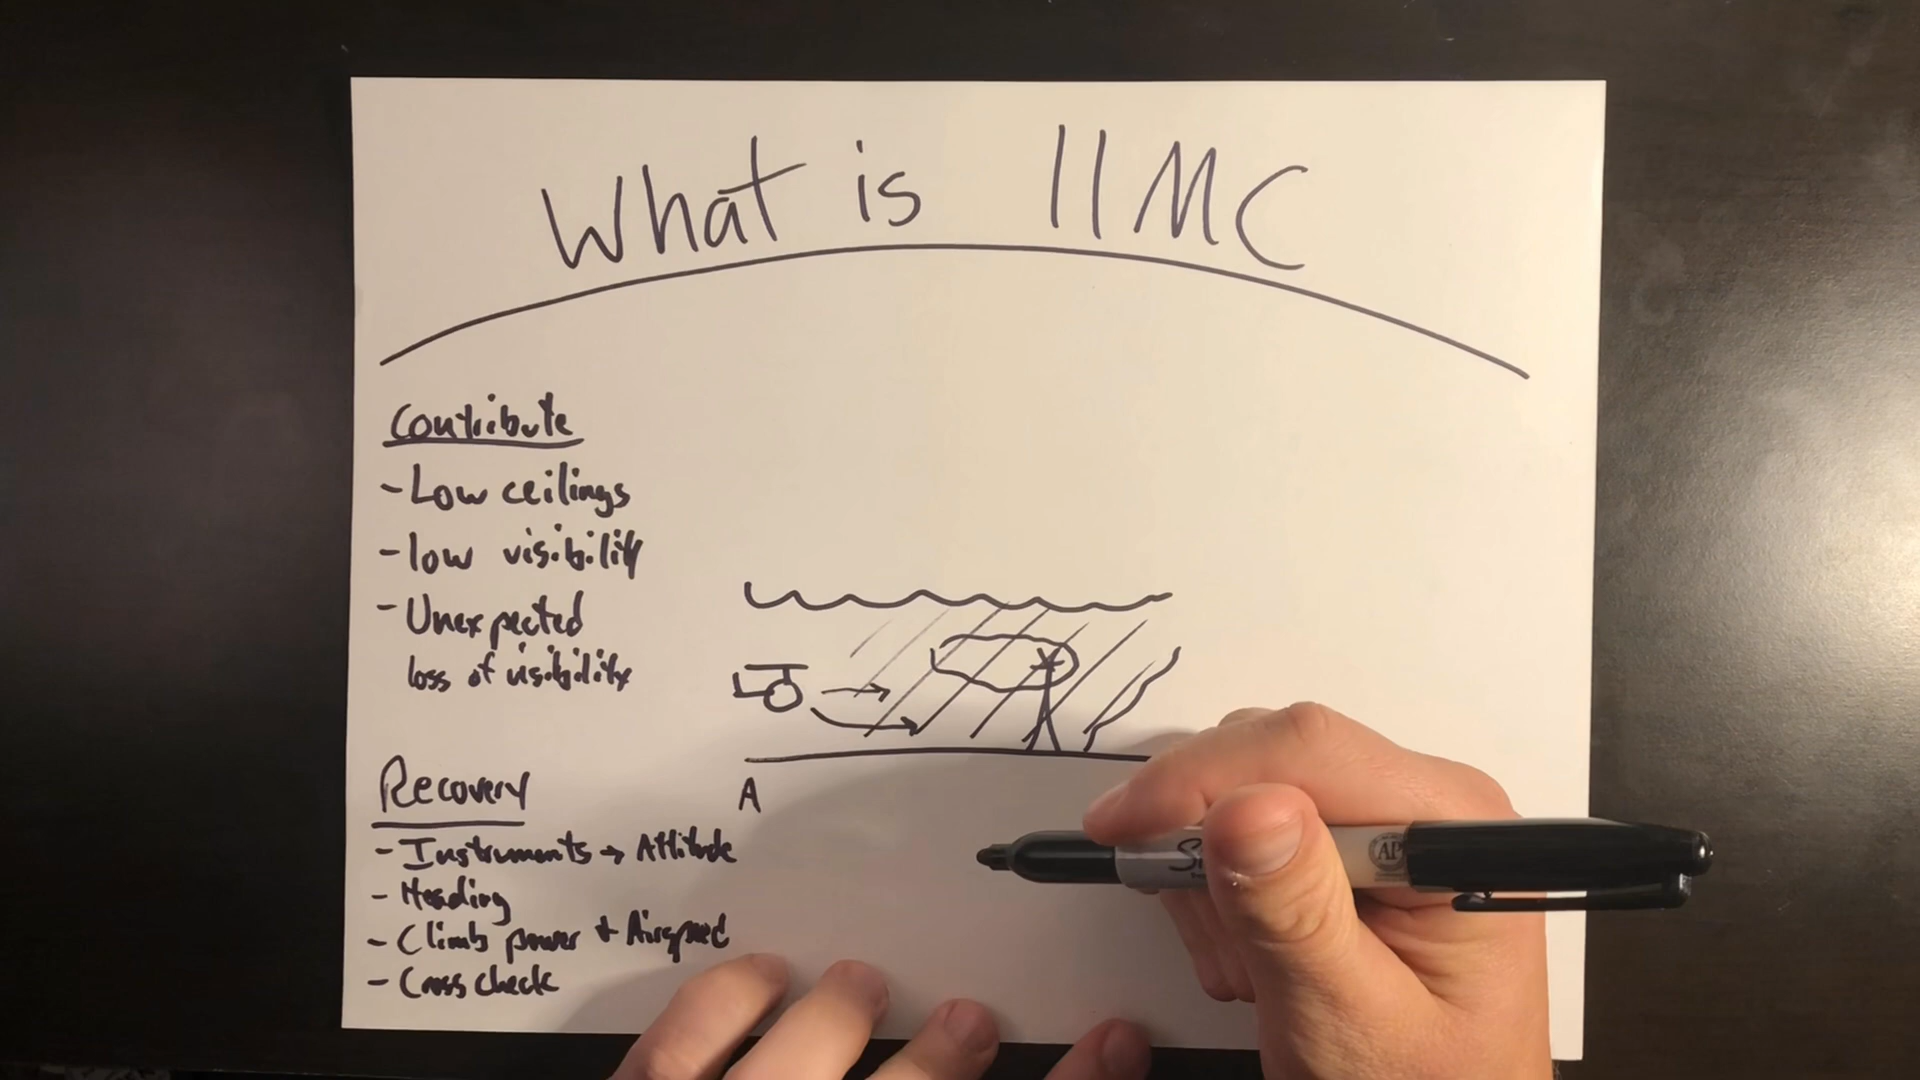 What is IIMC
Contribute
- Low ceilings
- low visibility
- Unexpected
loss of visibility
A
Recovery
- Instruments → Attitude
- Heading
- Climb power + Airspeed
- Cross check
AP